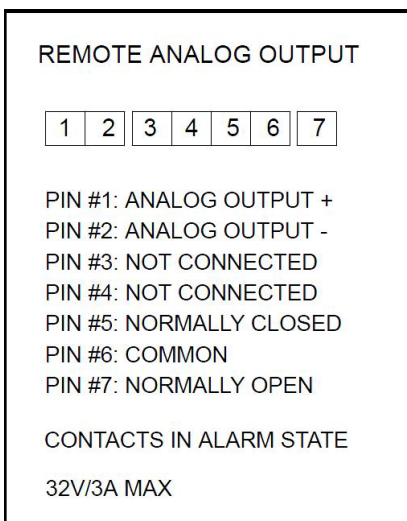 REMOTE ANALOG OUTPUT
1 2 3 4 5 6 7
PIN #1: ANALOG OUTPUT +
PIN #2: ANALOG OUTPUT -
PIN #3: NOT CONNECTED
PIN #4: NOT CONNECTED
PIN #5: NORMALLY CLOSED
PIN #6: COMMON
PIN #7: NORMALLY OPEN
CONTACTS IN ALARM STATE
32V/3A MAX